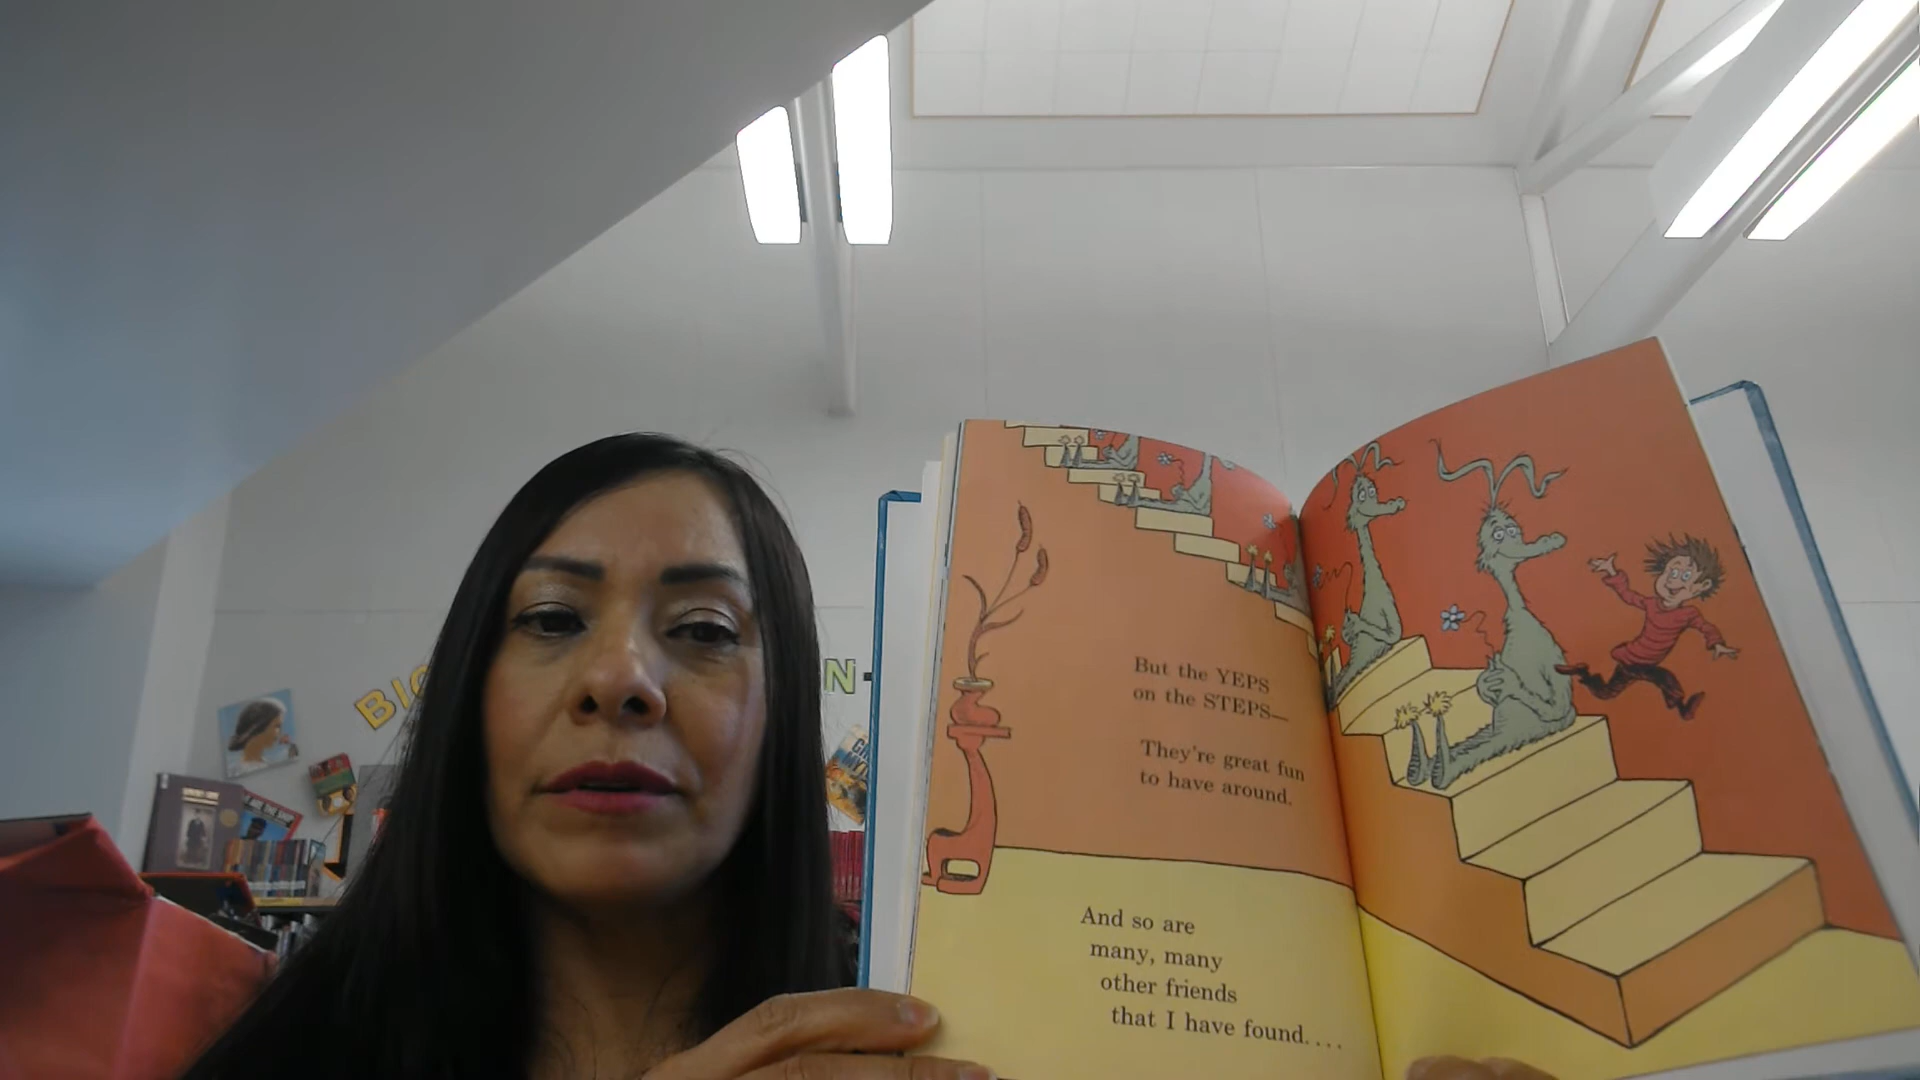 BIO
N
But the YEPS
on the STEPS—
They're great fun
to have around.
And so are
many, many
other friends
that I have found....